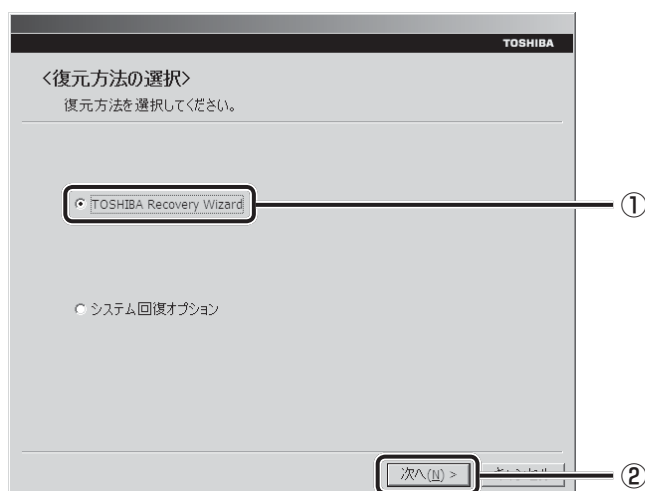 TOSHIBA
<復元方法の選択>
復元方法を選択してください。
TOSHIBA Recovery Wizard
①
システム回復オプション
次へ(N) >
②